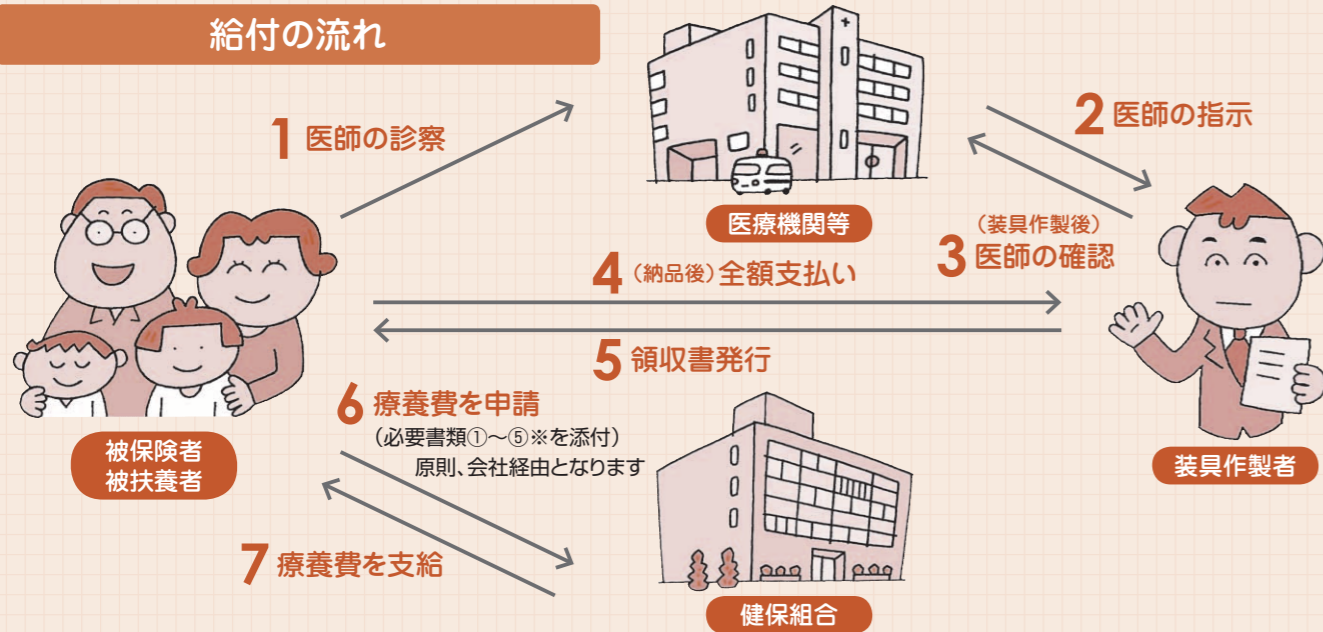 給付の流れ
1 医師の診察
2 医師の指示
医療機関等
(装具作製後)
3 医師の確認
4 (納品後)全額支払い
5 領収書発行
6 療養費を申請
(必要書類①～⑤※を添付)
原則、会社経由となります
被保険者
被扶養者
装具作製者
7 療養費を支給
健保組合